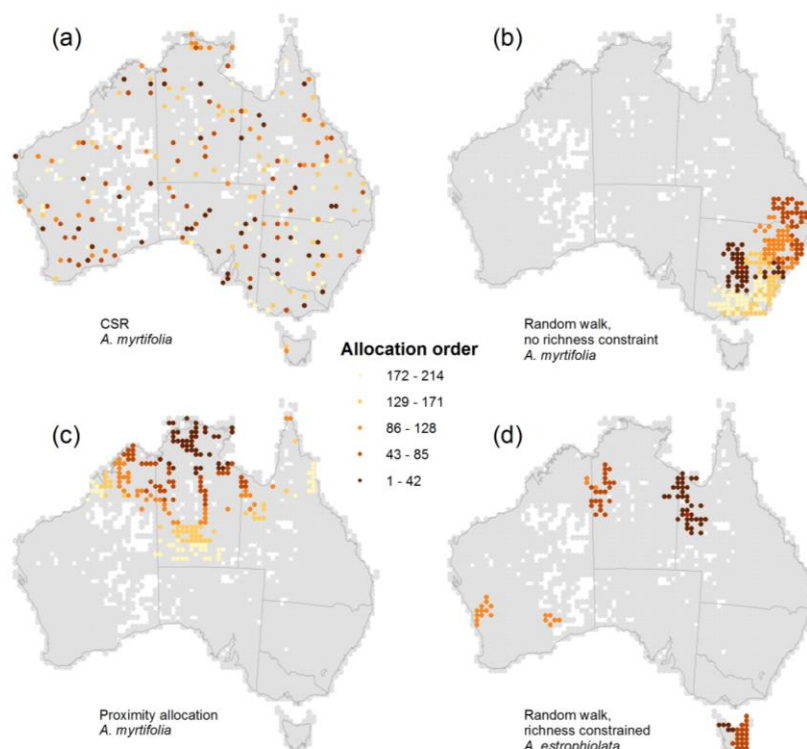 (a)
(b)
CSR
A. myrtifolia
Random walk,
no richness constraint
A. myrtifolia
Allocation order
172 - 214
129 - 171
86 - 128
43 - 85
1 - 42
(c)
(d)
Proximity allocation
A. myrtifolia
Random walk,
richness constrained
A. estrophiolata